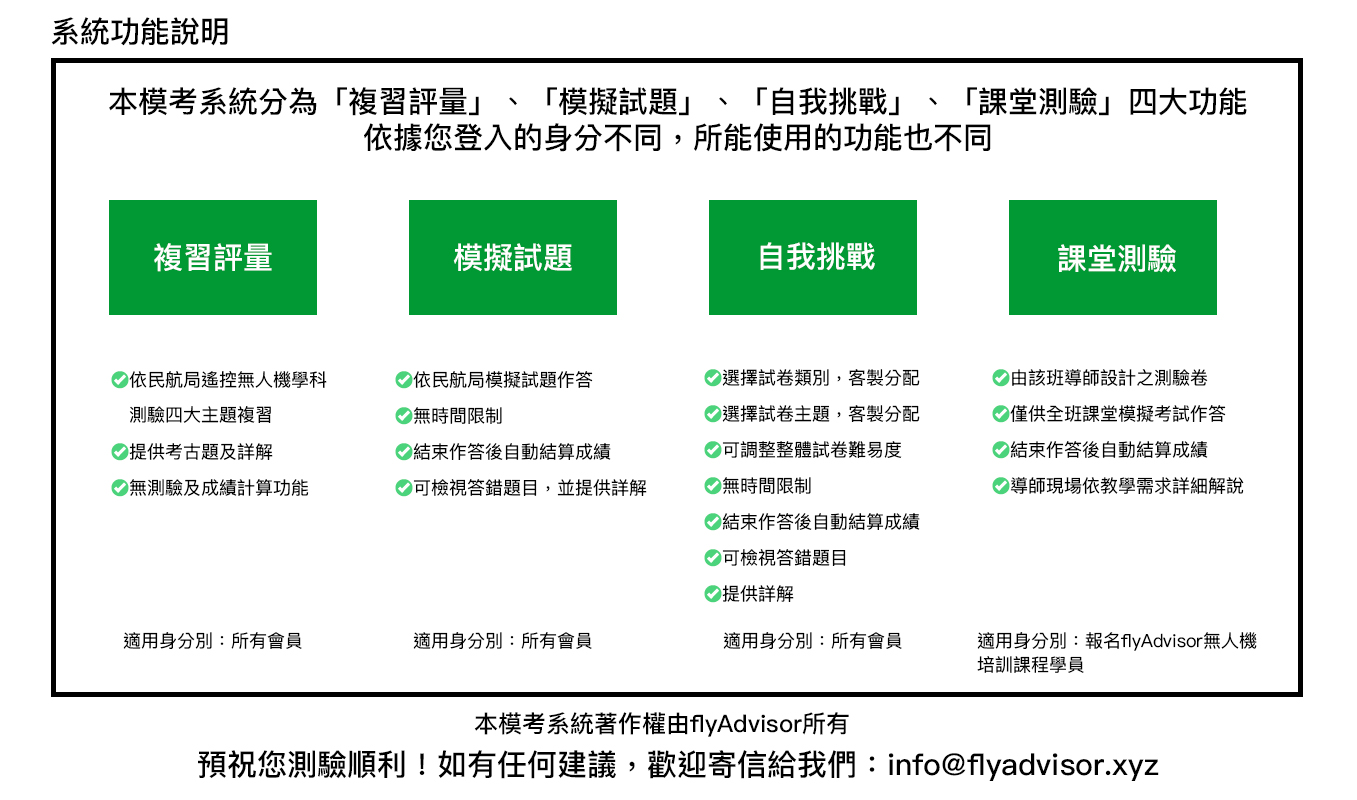 系統功能說明
本模考系統分為「複習評量」、「模擬試題」、「自我挑戰」、「課堂測驗」四大功能
依據您登入的身分不同，所能使用的功能也不同
複習評量
依民航局遙控無人機學科
測驗四大主題複習
提供考古題及詳解
無測驗及成績計算功能
適用身分別：所有會員
模擬試題
依民航局模擬試題作答
無時間限制
結束作答後自動結算成績
可檢視答錯題目，並提供詳解
適用身分別：所有會員
自我挑戰
選擇試卷類別，客製分配
選擇試卷主題，客製分配
可調整整體試卷難易度
無時間限制
結束作答後自動結算成績
可檢視答錯題目
提供詳解
適用身分別：所有會員
課堂測驗
由該班導師設計之測驗卷
僅供全班課堂模擬考試作答
結束作答後自動結算成績
導師現場依教學需求詳細解說
適用身分別：報名flyAdvisor無人機
培訓課程學員
本模考系統著作權由flyAdvisor所有
預祝您測驗順利！如有任何建議，歡迎寄信給我們：info@flyadvisor.xyz